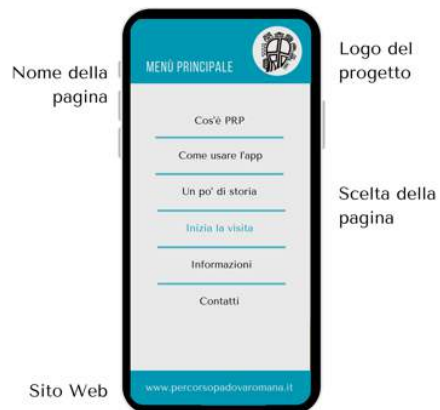 Nome della
pagina
MENÙ PRINCIPALE
Logo del
progetto
Cos'è PRP
Come usare l'app
Un po' di storia
Inizia la visita
Informazioni
Contatti
Scelta della
pagina
Sito Web
www.percorsopadovaromana.it